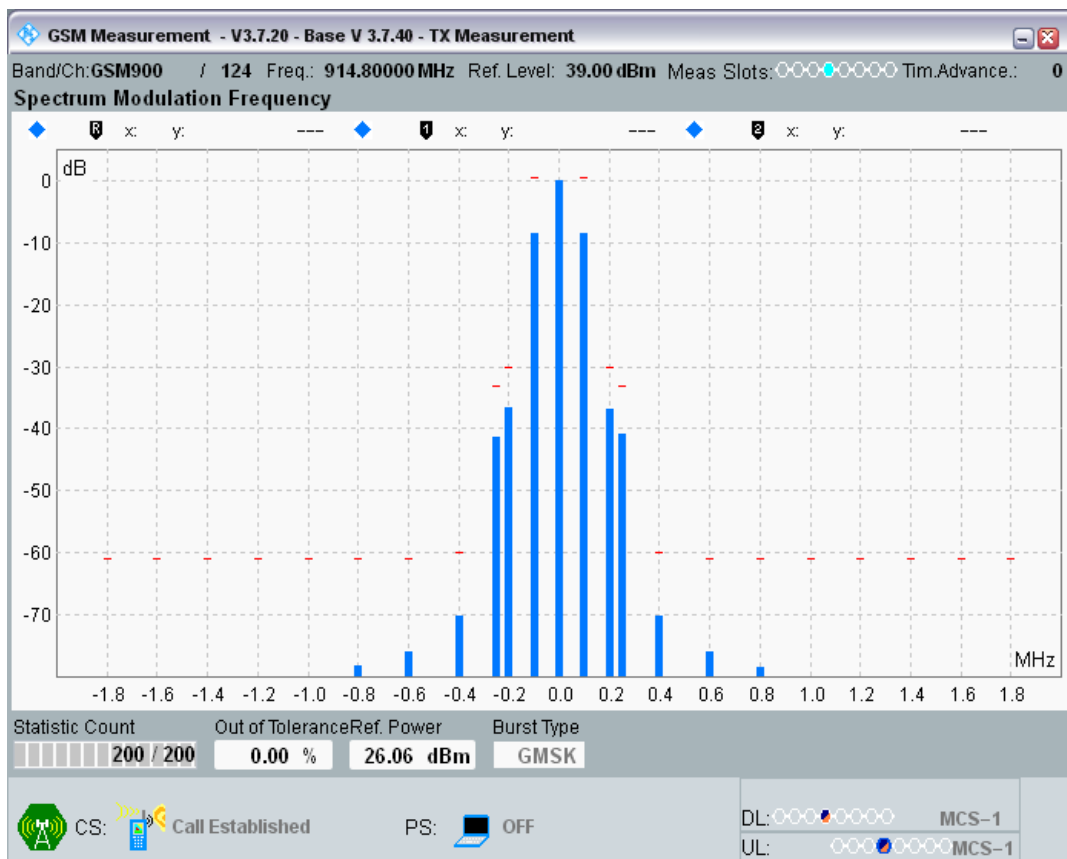 GSM Measurement - V3.7.20 - Base V 3.7.40 - TX Measurement
Band/Ch:GSM900 / 124 Freq.: 914.80000 MHz Ref. Level: 39.00 dBm Meas Slots: Tim.Advance.: 0
Spectrum Modulation Frequency
R x: y: --- 1 x: y: --- 2 x: y: ---
dB
0
-10
-20
-30
-40
-50
-60
-70
MHz
-1.8 -1.6 -1.4 -1.2 -1.0 -0.8 -0.6 -0.4 -0.2 0.0 0.2 0.4 0.6 0.8 1.0 1.2 1.4 1.6 1.8
Statistic Count Out of Tolerance Ref. Power Burst Type
200 / 200 0.00 % 26.06 dBm GMSK
CS: Call Established PS: OFF
DL: MCS-1
UL: MCS-1